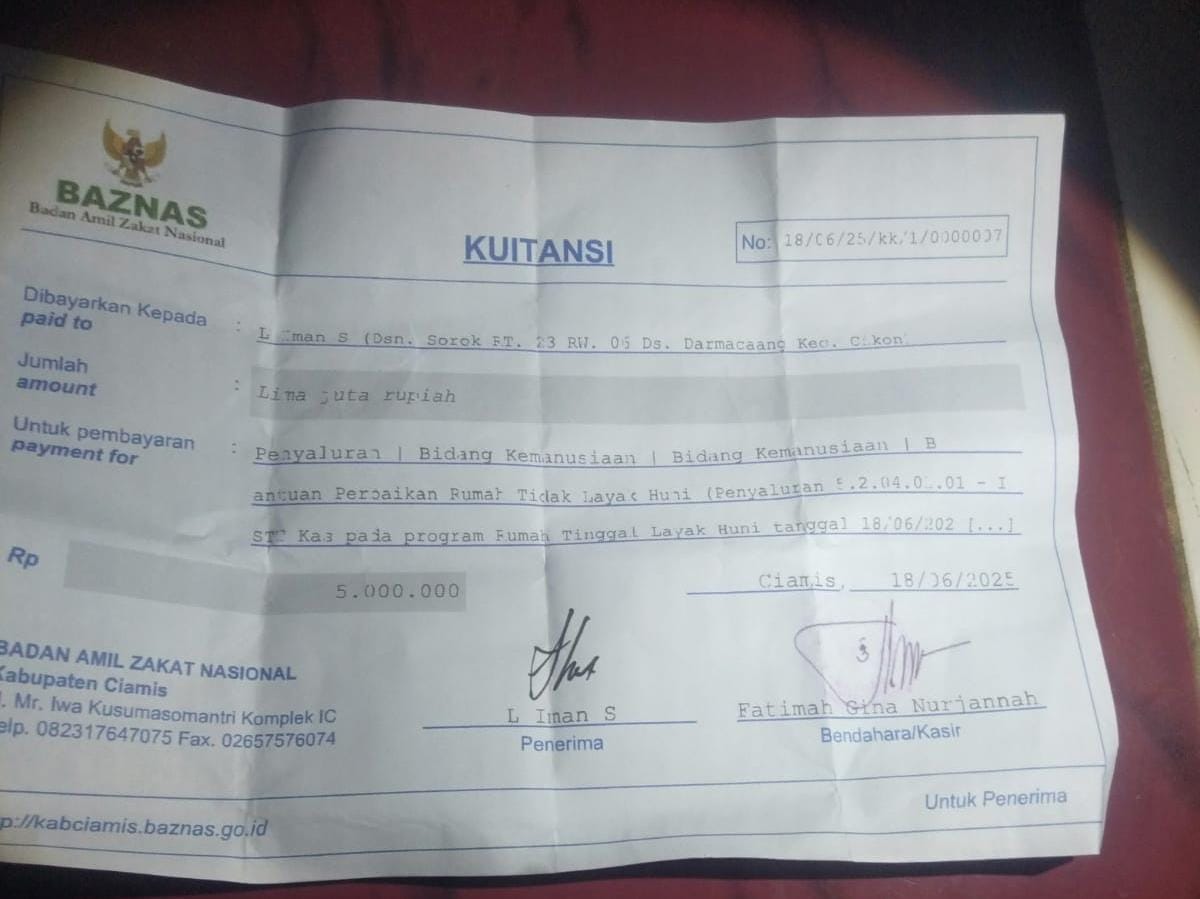 BAZNAS
Badan Amil Zakat Nasional
KUITANSI
No: 18/06/25/kk/1/0000007
Dibayarkan Kepada
paid to
: L Iman S (Dsn. Sorok RT. 23 RW. 06 Ds. Darmacaang Kec. Cikon
Jumlah
amount
: Lima juta rupiah
Untuk pembayaran
payment for
: Penyaluran | Bidang Kemanusiaan | Bidang Kemanusiaan | B
antuan Perbaikan Rumah Tidak Layak Huni (Penyaluran - I
Kas pada program Rumah Tinggal Layak Huni tanggal 18/06/202 [...]
Rp 5.000.000
Ciamis, 18/06/2025
BADAN AMIL ZAKAT NASIONAL
Kabupaten Ciamis
. Mr. Iwa Kusumasomantri Komplek IC
elp. 082317647075 Fax. 02657576074
L Iman S
Penerima
Fatimah Gina Nurjannah
Bendahara/Kasir
Untuk Penerima
p://kabciamis.baznas.go.id